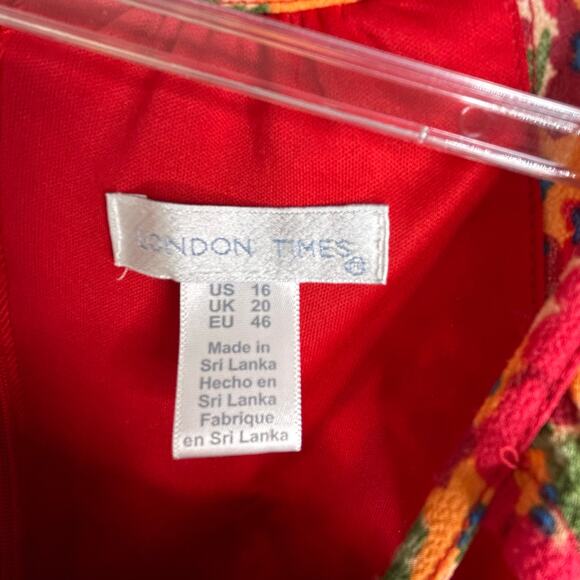 LONDON TIMES
US 16
UK 20
EU 46
Made in
Sri Lanka
Hecho en
Sri Lanka
Fabrique
en Sri Lanka